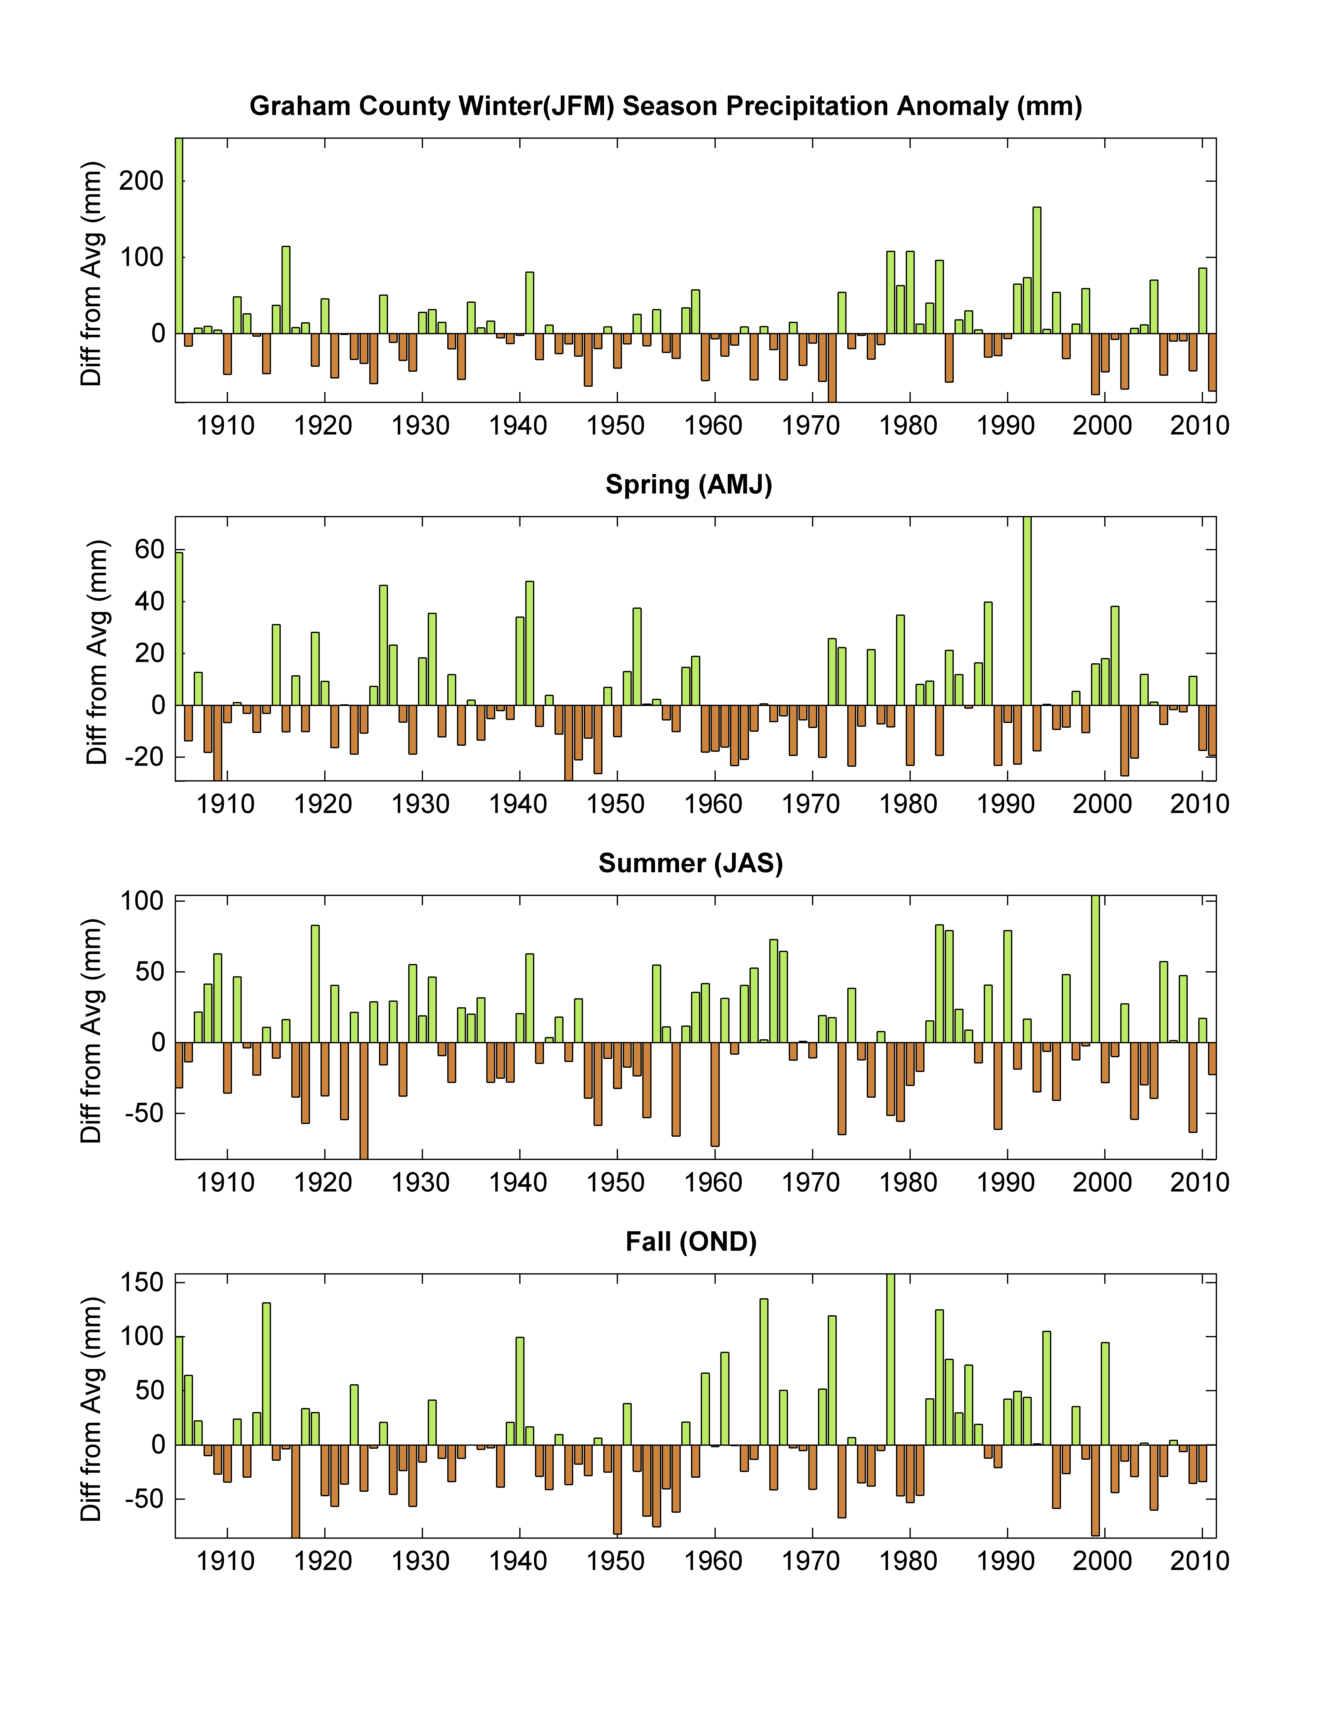 Graham County Winter(JFM) Season Precipitation Anomaly (mm)
Diff from Avg (mm)
200
100
0
1910 1920 1930 1940 1950 1960 1970 1980 1990 2000 2010
Spring (AMJ)
Diff from Avg (mm)
60
40
20
0
-20
1910 1920 1930 1940 1950 1960 1970 1980 1990 2000 2010
Summer (JAS)
Diff from Avg (mm)
100
50
0
-50
1910 1920 1930 1940 1950 1960 1970 1980 1990 2000 2010
Fall (OND)
Diff from Avg (mm)
150
100
50
0
-50
1910 1920 1930 1940 1950 1960 1970 1980 1990 2000 2010